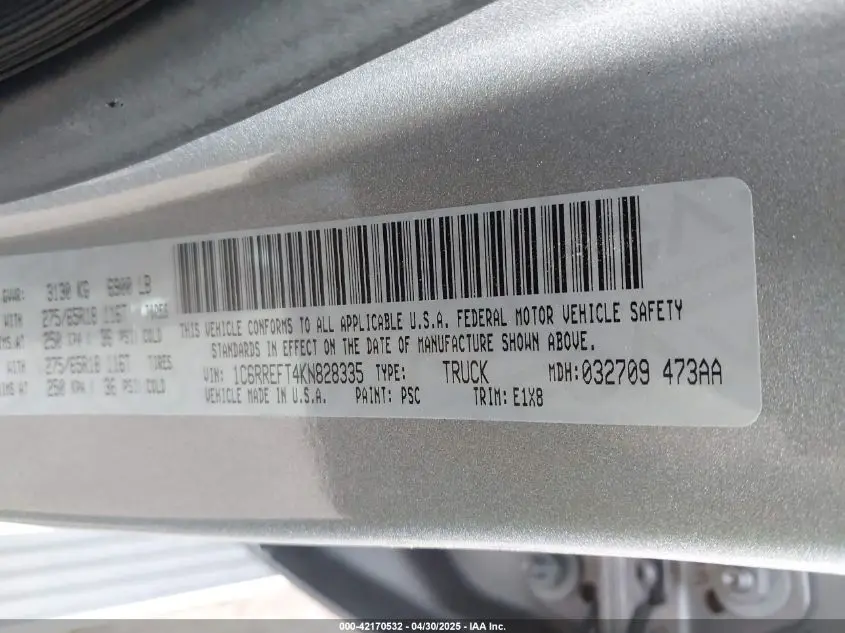 GVWR: 3130 KG 6900 LB
WITH 275/65R18 116T TIRES
IMS AT 250 KPA / 36 PSI COLD
WITH 275/65R18 116T TIRES
IMS AT 250 KPA / 36 PSI COLD
THIS VEHICLE CONFORMS TO ALL APPLICABLE U.S.A. FEDERAL MOTOR VEHICLE SAFETY
STANDARDS IN EFFECT ON THE DATE OF MANUFACTURE SHOWN ABOVE.
VIN: 1C6RREFT4KN828335 TYPE: TRUCK MDH:032709 473AA
VEHICLE MADE IN U.S.A. PAINT: PSC TRIM: E1X8
000-42170532 - 04/30/2025 - IAA Inc.